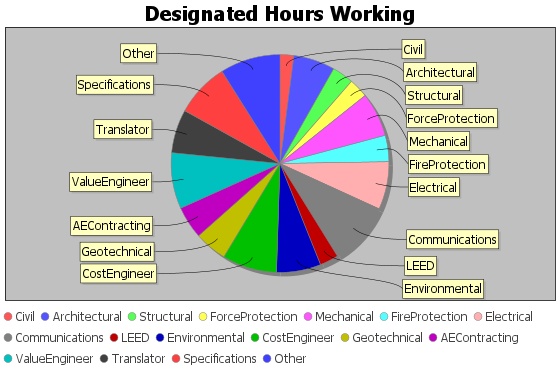 Designated Hours Working
Other
Civil
Architectural
Specifications
Structural
ForceProtection
Translator
Mechanical
FireProtection
ValueEngineer
Electrical
AEContracting
Communications
Geotechnical
LEED
CostEngineer
Environmental
Civil Architectural Structural ForceProtection Mechanical FireProtection Electrical
Communications LEED Environmental CostEngineer Geotechnical AEContracting
ValueEngineer Translator Specifications Other